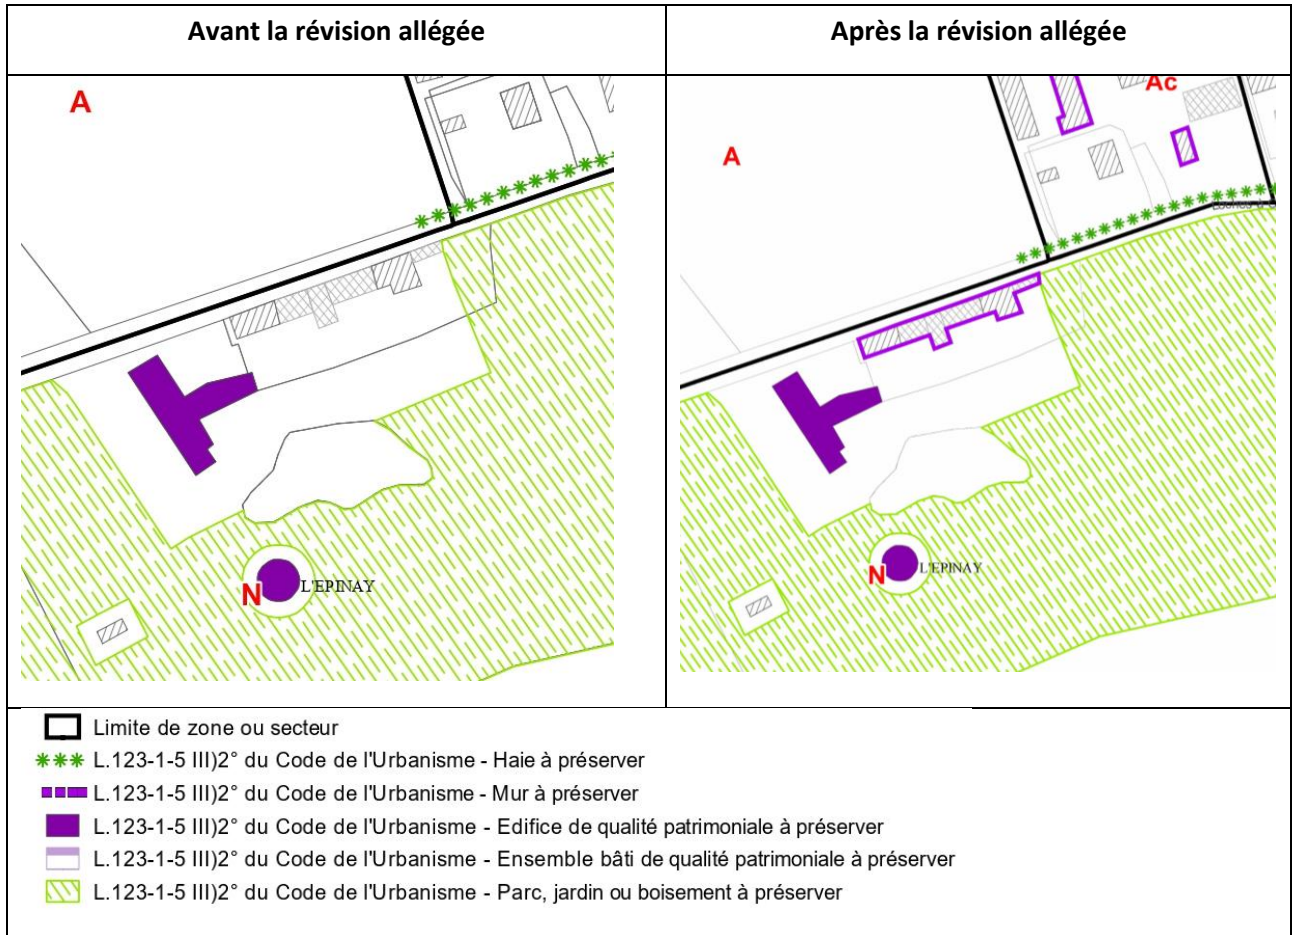 Avant la révision allégée
Après la révision allégée
A
N
L'EPINAY
Ac
A
N
L'EPINAY
Limite de zone ou secteur
L.123-1-5 III)2° du Code de l'Urbanisme - Haie à préserver
L.123-1-5 III)2° du Code de l'Urbanisme - Mur à préserver
L.123-1-5 III)2° du Code de l'Urbanisme - Edifice de qualité patrimoniale à préserver
L.123-1-5 III)2° du Code de l'Urbanisme - Ensemble bâti de qualité patrimoniale à préserver
L.123-1-5 III)2° du Code de l'Urbanisme - Parc, jardin ou boisement à préserver